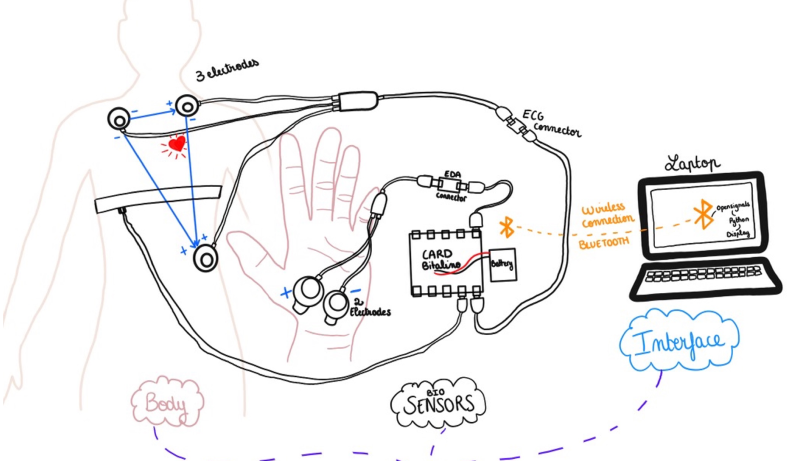 3 electrodes
ECG
connector
EDA
connector
Laptop
Wireless
connection
BLUETOOTH
Opensignals
Python
Display
CARD
Bitalino
Battery
2
Electrodes
Interface
Body
BIO
SENSORS